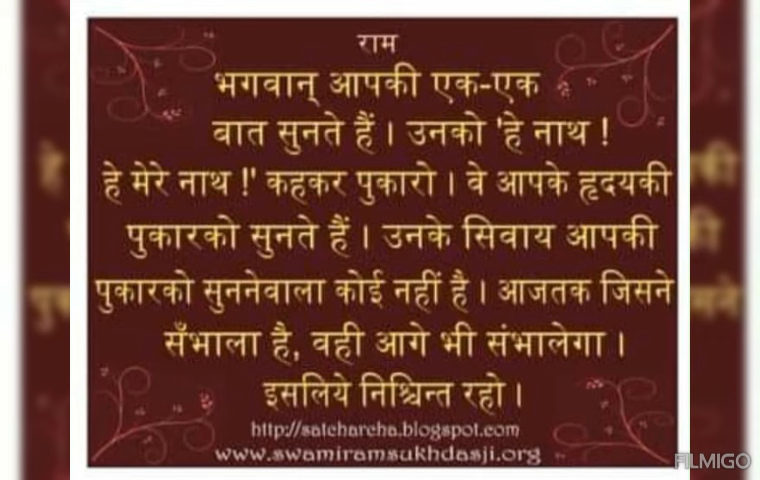 राम
भगवान् आपकी एक-एक
बात सुनते हैं । उनको 'हे नाथ !
हे मेरे नाथ !' कहकर पुकारो । वे आपके हृदयकी
पुकारको सुनते हैं । उनके सिवाय आपकी
पुकारको सुननेवाला कोई नहीं है । आजतक जिसने
सँभाला है, वही आगे भी संभालेगा ।
इसलिये निश्चिन्त रहो ।
http://satcharcha.blogspot.com
www.swamiramsukhdasji.org
FILMIGO